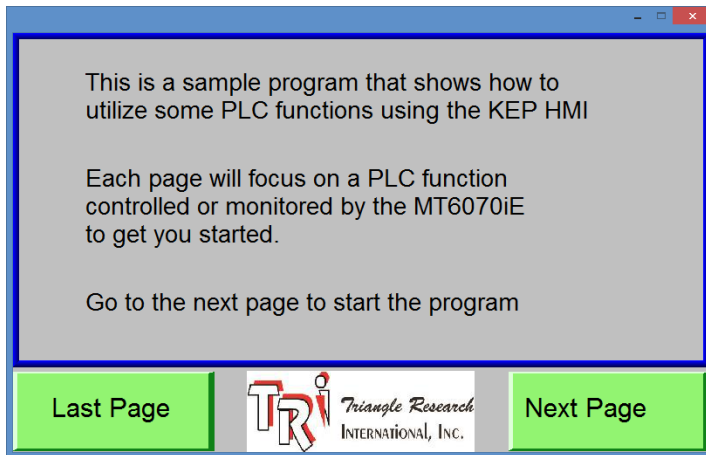 This is a sample program that shows how to
utilize some PLC functions using the KEP HMI
Each page will focus on a PLC function
controlled or monitored by the MT6070iE
to get you started.
Go to the next page to start the program
Last Page
TRi
Triangle Research
International, Inc.
Next Page